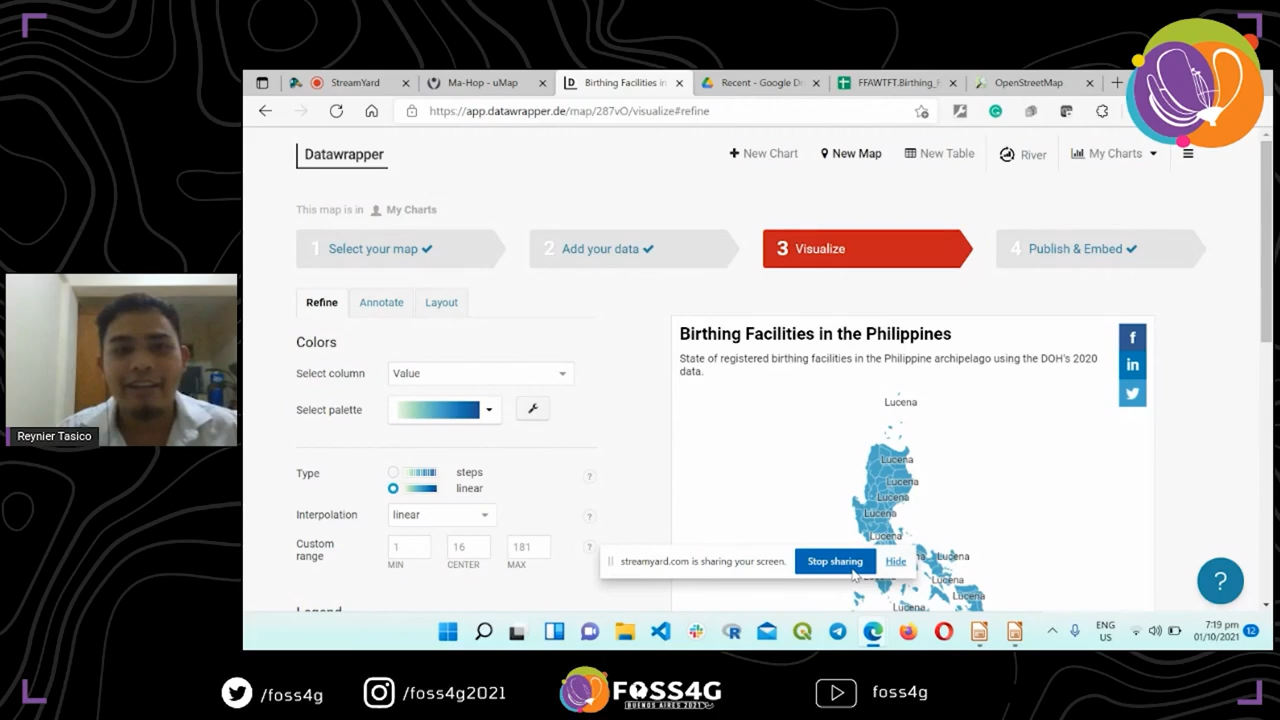 StreamYard
Ma-Hop - uMap
Birthing Facilities in
Recent - Google Dr
FFAWTFT.Birthing_F
OpenStreetMap
https://app.datawrapper.de/map/287vO/visualize#refine
Datawrapper
New Chart
New Map
New Table
River
My Charts
This map is in My Charts
1 Select your map
2 Add your data
3 Visualize
4 Publish & Embed
Refine
Annotate
Layout
Colors
Select column
Value
Select palette
Type
steps
linear
Interpolation
linear
Custom
range
1
16
181
MIN
CENTER
MAX
Birthing Facilities in the Philippines
State of registered birthing facilities in the Philippine archipelago using the DOH's 2020
data.
Lucena
Lucena
Lucena
Lucena
Lucena
Lucena
Lucena
Lucena
Lucena
Lucena
streamyard.com is sharing your screen.
Stop sharing
Hide
Reynier Tasico
ENG
US
7:19 pm
01/10/2021
12
/foss4g
/foss4g2021
FOSS4G
BUENOS AIRES 2021
foss4g